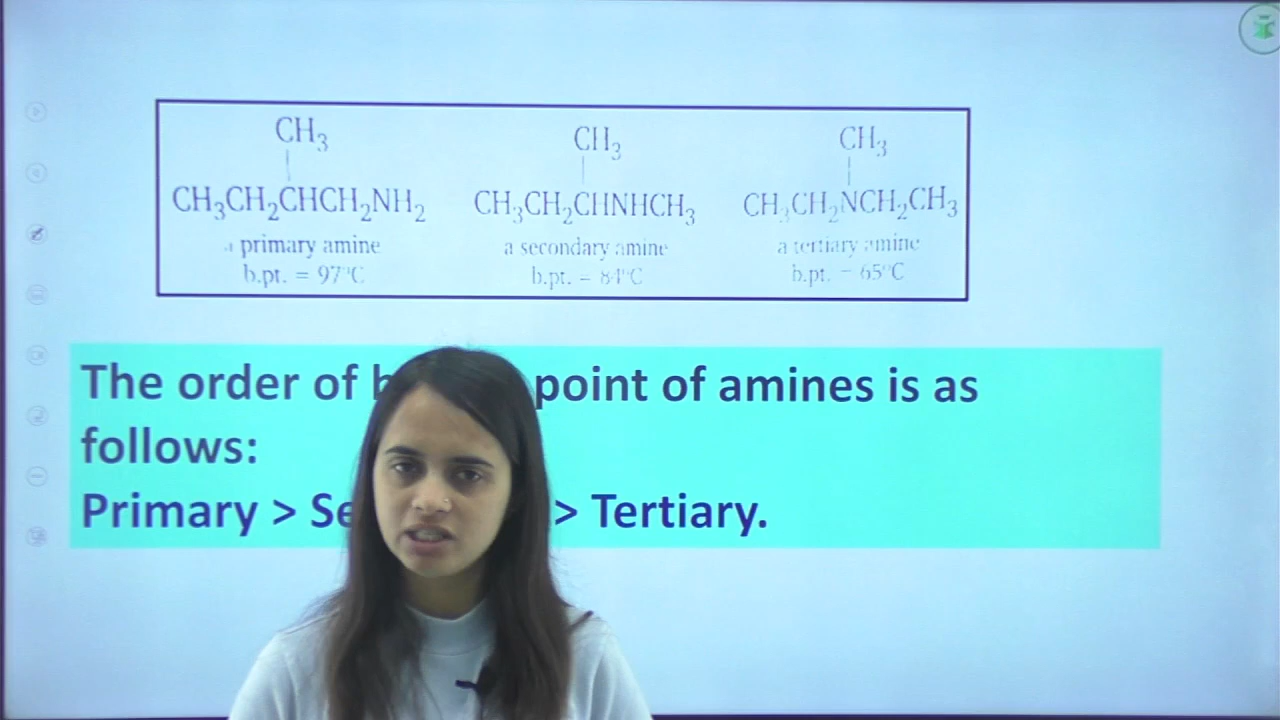 CH3 CH3 CH3
CH3CH2CHCH2NH2 CH3CH2CHNHCH3 CH3CH2NCH2CH3
a primary amine a secondary amine a tertiary amine
b.pt. = 97°C b.pt. = 84°C b.pt. = 65°C
The order of point of amines is as
follows:
Primary > > Tertiary.